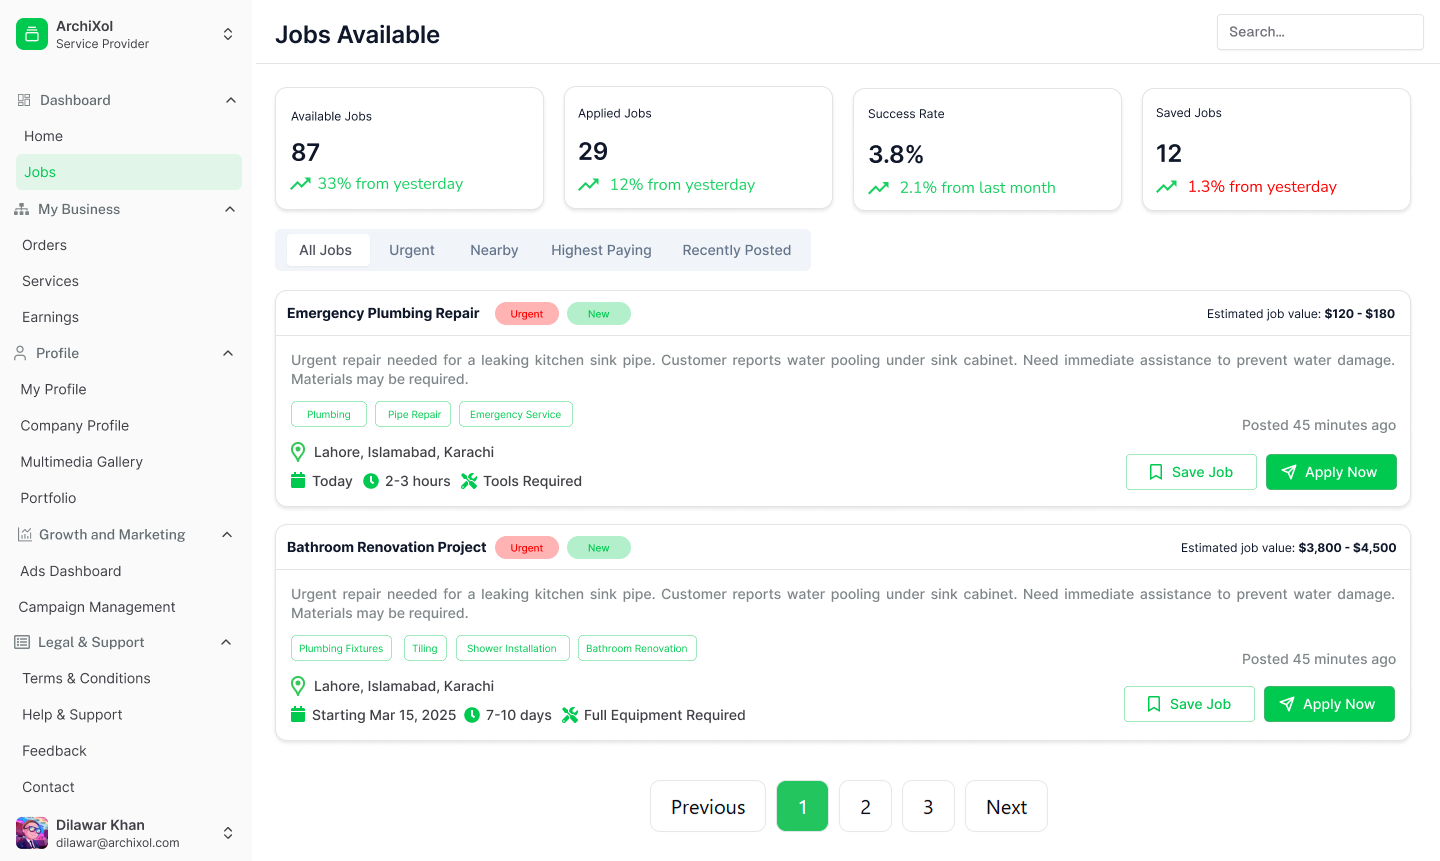 ArchiXol
Service Provider
Dashboard
Home
Jobs
My Business
Orders
Services
Earnings
Profile
My Profile
Company Profile
Multimedia Gallery
Portfolio
Growth and Marketing
Ads Dashboard
Campaign Management
Legal & Support
Terms & Conditions
Help & Support
Feedback
Contact
Dilawar Khan
dilawar@archixol.com
Jobs Available
Search...
Available Jobs
87
33% from yesterday
Applied Jobs
29
12% from yesterday
Success Rate
3.8%
2.1% from last month
Saved Jobs
12
1.3% from yesterday
All Jobs Urgent Nearby Highest Paying Recently Posted
Emergency Plumbing Repair Urgent New Estimated job value: $120 - $180
Urgent repair needed for a leaking kitchen sink pipe. Customer reports water pooling under sink cabinet. Need immediate assistance to prevent water damage.
Materials may be required.
Plumbing Pipe Repair Emergency Service
Posted 45 minutes ago
Lahore, Islamabad, Karachi
Today 2-3 hours Tools Required
Save Job Apply Now
Bathroom Renovation Project Urgent New Estimated job value: $3,800 - $4,500
Urgent repair needed for a leaking kitchen sink pipe. Customer reports water pooling under sink cabinet. Need immediate assistance to prevent water damage.
Materials may be required.
Plumbing Fixtures Tiling Shower Installation Bathroom Renovation
Posted 45 minutes ago
Lahore, Islamabad, Karachi
Starting Mar 15, 2025 7-10 days Full Equipment Required
Save Job Apply Now
Previous 1 2 3 Next